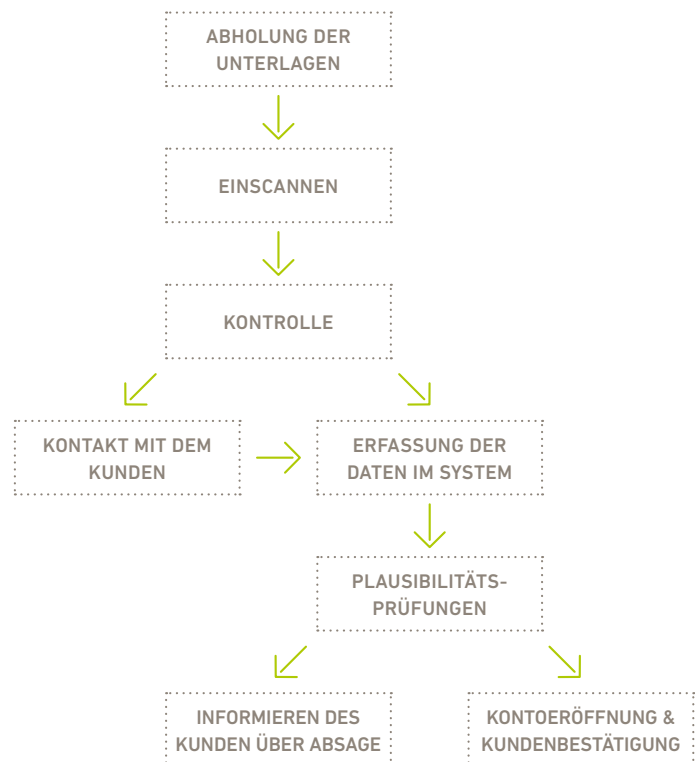 ABHOLUNG DER
UNTERLAGEN
EINSCANNEN
KONTROLLE
KONTAKT MIT DEM
KUNDEN
ERFASSUNG DER
DATEN IM SYSTEM
PLAUSIBILITÄTS-
PRÜFUNGEN
INFORMIEREN DES
KUNDEN ÜBER ABSAGE
KONTOERÖFFNUNG &
KUNDENBESTÄTIGUNG